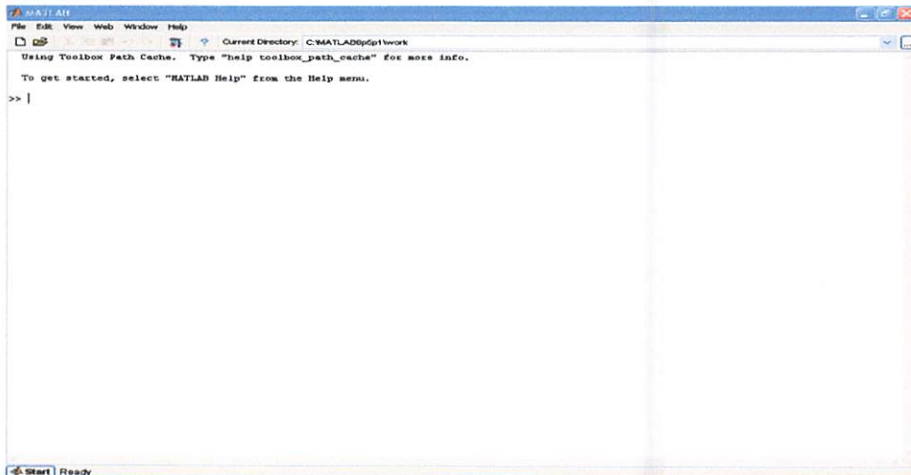 MATLAB
File Edit View Web Window Help
Current Directory: C:\MATLAB6p5p1\work
Using Toolbox Path Cache. Type "help toolbox_path_cache" for more info.
To get started, select "MATLAB Help" from the Help menu.
>>
Start Ready